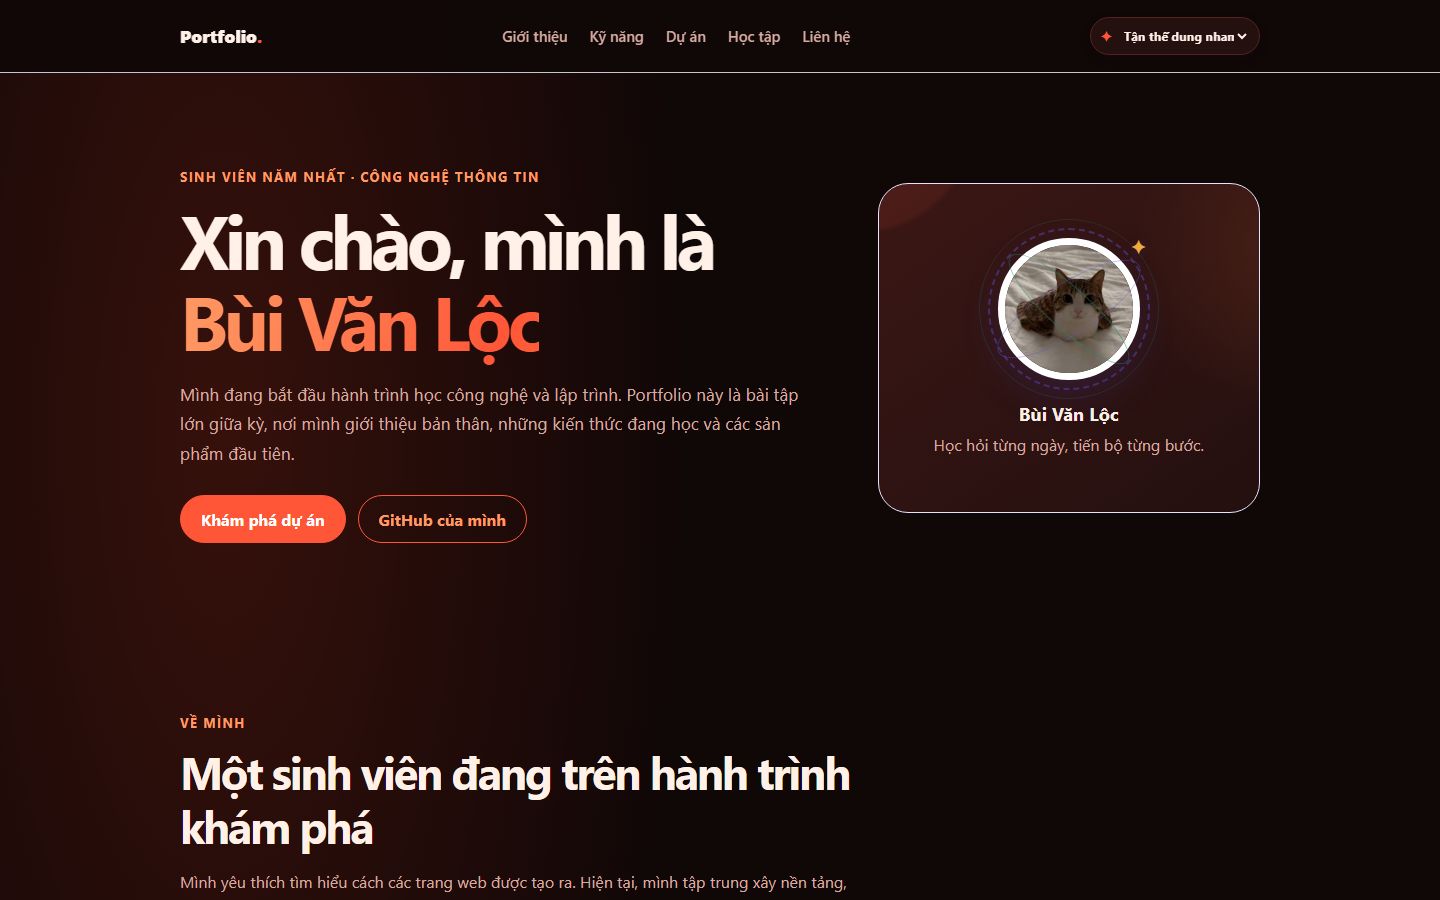 Portfolio.
Giới thiệu
Kỹ năng
Dự án
Học tập
Liên hệ
Tận thế dung nhan
SINH VIÊN NĂM NHẤT · CÔNG NGHỆ THÔNG TIN
Xin chào, mình là
Bùi Văn Lộc
Mình đang bắt đầu hành trình học công nghệ và lập trình. Portfolio này là bài tập
lớn giữa kỳ, nơi mình giới thiệu bản thân, những kiến thức đang học và các sản
phẩm đầu tiên.
Khám phá dự án
GitHub của mình
Bùi Văn Lộc
Học hỏi từng ngày, tiến bộ từng bước.
VỀ MÌNH
Một sinh viên đang trên hành trình
khám phá
Mình yêu thích tìm hiểu cách các trang web được tạo ra. Hiện tại, mình tập trung xây nền tảng,